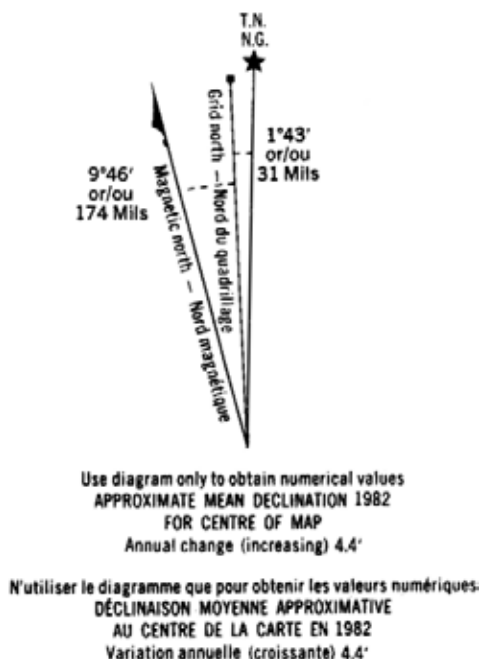 T.N.
N.G.
1°43'
or/ou
31 Mils
9°46'
or/ou
174 Mils
Grid north — Nord du quadrillage
Magnetic north — Nord magnétique
Use diagram only to obtain numerical values
APPROXIMATE MEAN DECLINATION 1982
FOR CENTRE OF MAP
Annual change (increasing) 4.4'
N'utiliser le diagramme que pour obtenir les valeurs numériques.
DÉCLINAISON MOYENNE APPROXIMATIVE
AU CENTRE DE LA CARTE EN 1982
Variation annuelle (croissante) 4.4'